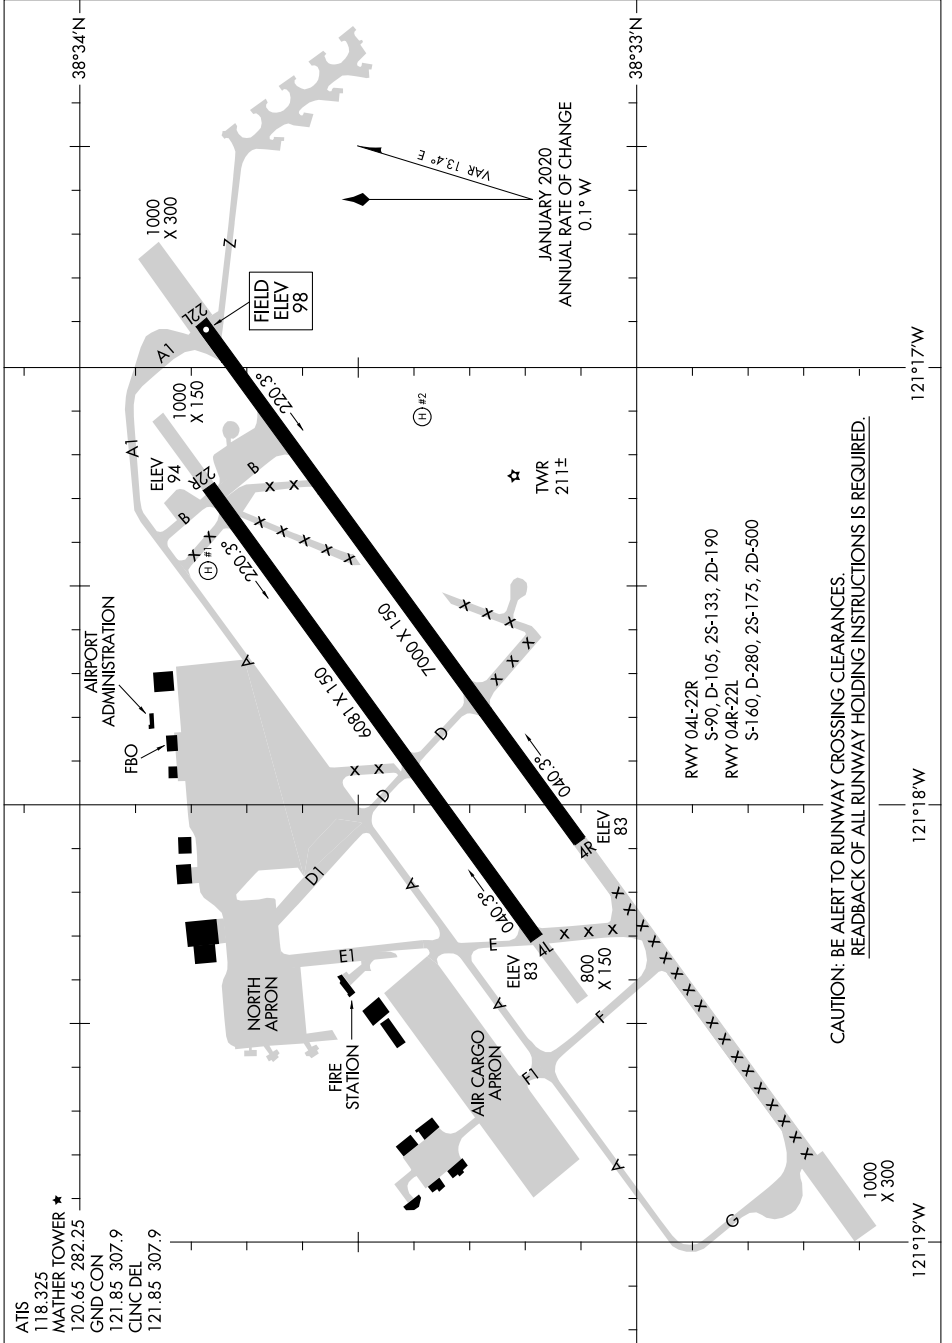 ATIS
118.325
MATHER TOWER ★
120.65 282.25
GND CON
121.85 307.9
CLNC DEL
121.85 307.9
38°34'N
38°33'N
121°19'W
121°18'W
121°17'W
1000
X 300
Z
22L
FIELD
ELEV
98
A1
A1
1000
X 150
ELEV
94
22R
B
B
X X
X X
X X X X X
H #1
H #2
220.3°
220.3°
VAR 13.4° E
JANUARY 2020
ANNUAL RATE OF CHANGE
0.1° W
TWR
211±
AIRPORT
ADMINISTRATION
FBO
A
6081 X 150
7000 X 150
X X X
X X X
X X
D
D
D1
A
040.3°
040.3°
ELEV
83
4R
4L
ELEV
83
800
X 150
X X X
E
E1
NORTH
APRON
FIRE
STATION
AIR CARGO
APRON
A
F
F1
A
G
X X X X X X X X X X X X X X
1000
X 300
RWY 04L-22R
S-90, D-105, 2S-133, 2D-190
RWY 04R-22L
S-160, D-280, 2S-175, 2D-500
CAUTION: BE ALERT TO RUNWAY CROSSING CLEARANCES.
READBACK OF ALL RUNWAY HOLDING INSTRUCTIONS IS REQUIRED.